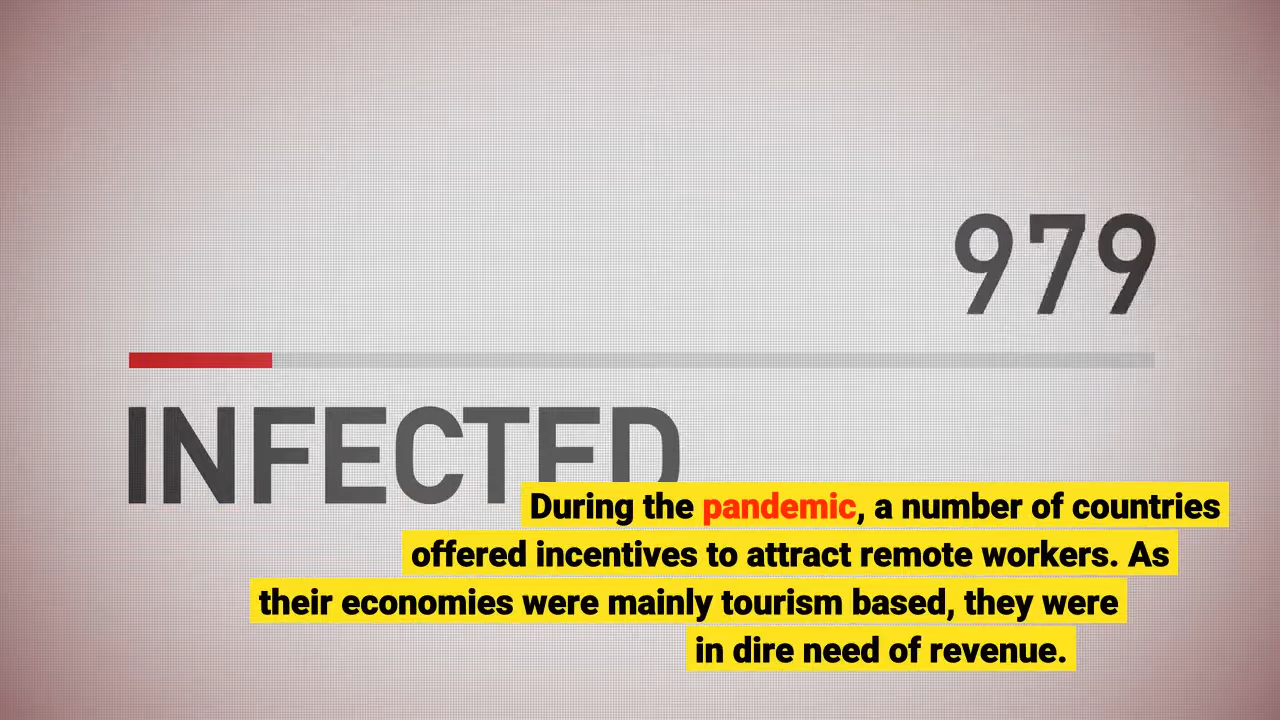 979
INFECTED
During the pandemic, a number of countries
offered incentives to attract remote workers. As
their economies were mainly tourism based, they were
in dire need of revenue.